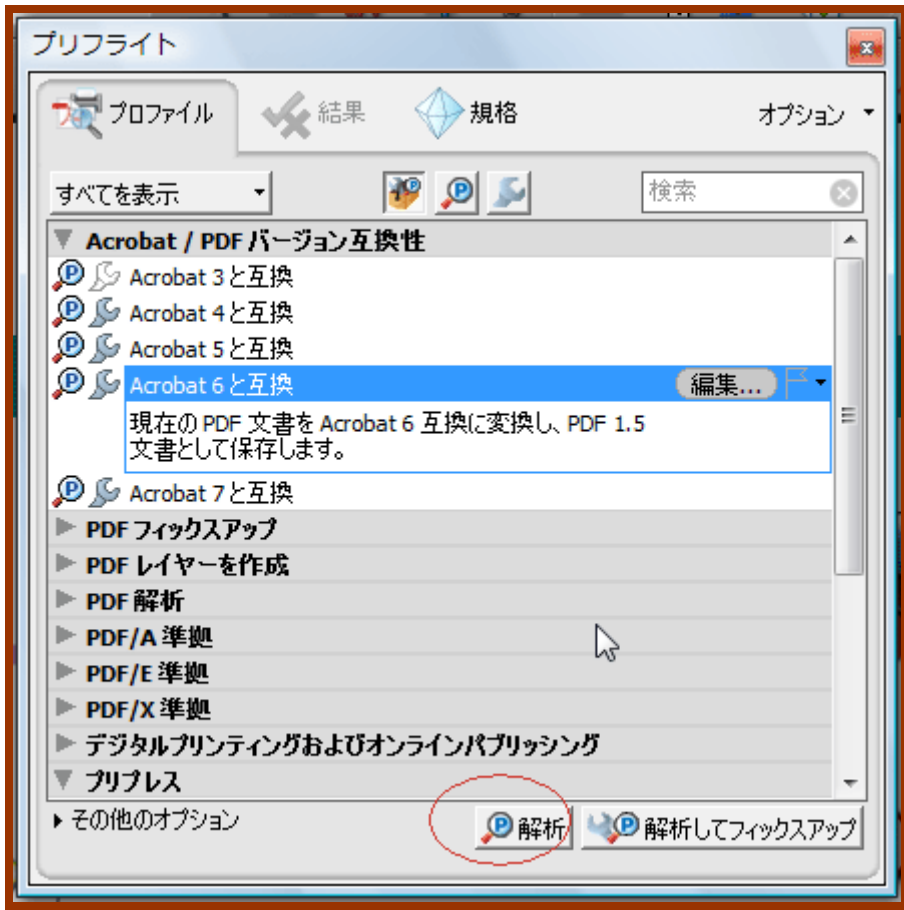 プリフライト
プロファイル 結果 規格 オプション
すべてを表示 検索
Acrobat / PDF バージョン互換性
Acrobat 3 と互換
Acrobat 4 と互換
Acrobat 5 と互換
Acrobat 6 と互換 編集...
現在の PDF 文書を Acrobat 6 互換に変換し、PDF 1.5
文書として保存します。
Acrobat 7 と互換
PDF フィックスアップ
PDF レイヤーを作成
PDF 解析
PDF/A 準拠
PDF/E 準拠
PDF/X 準拠
デジタルプリンティングおよびオンラインパブリッシング
プリプレス
その他のオプション 解析 解析してフィックスアップ